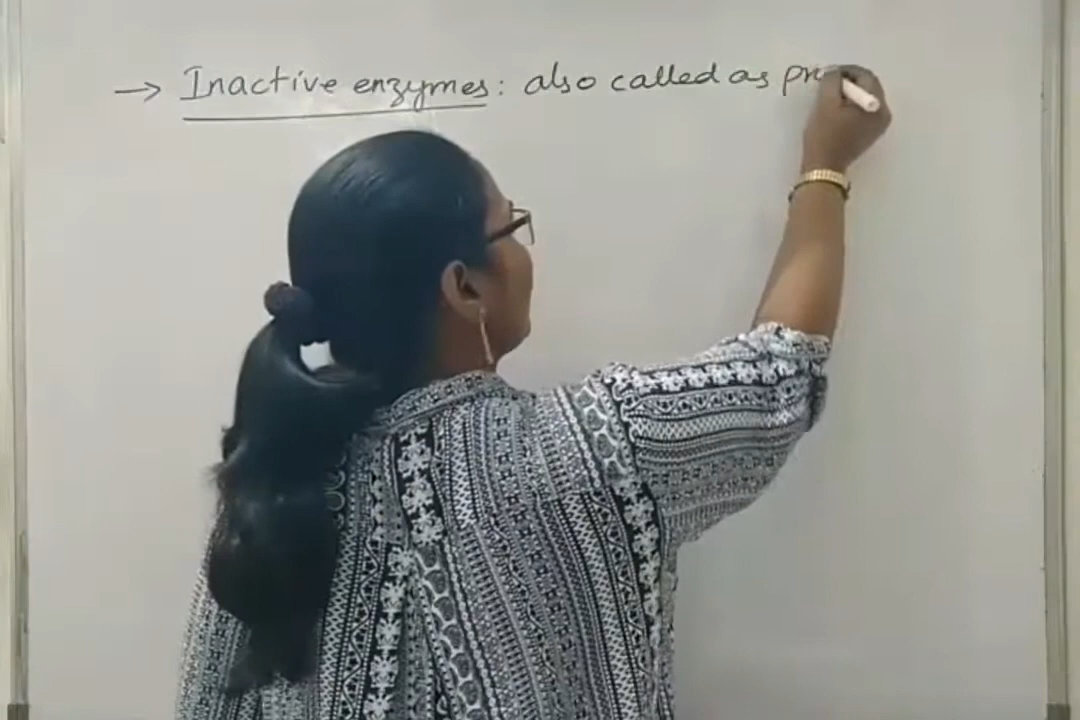 → Inactive enzymes: also called as